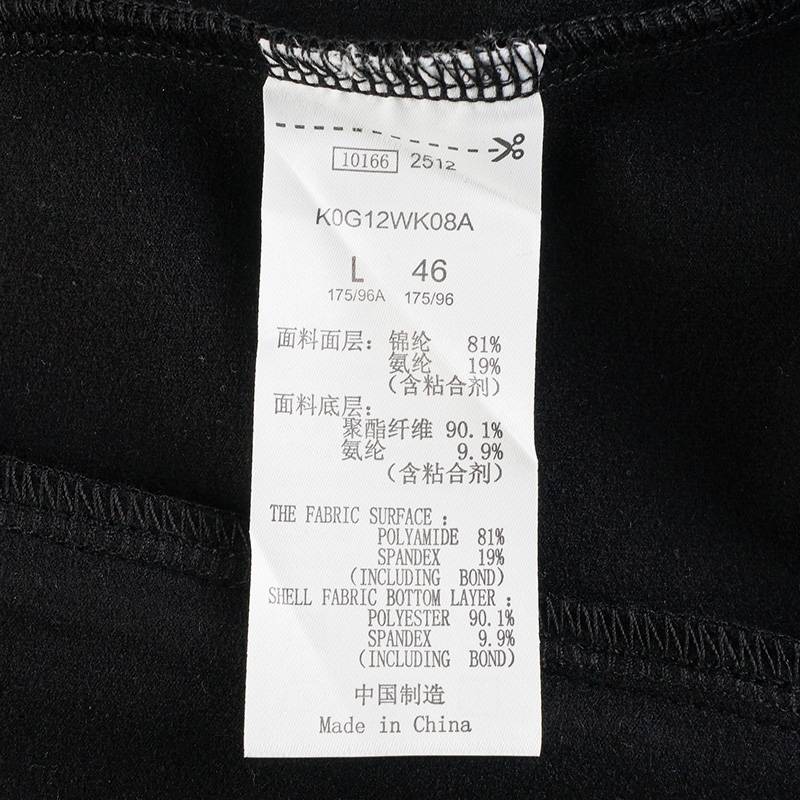 10166 2512
K0G12WK08A
L 46
175/96A 175/96
面料面层：锦纶 81%
氨纶 19%
（含粘合剂）
面料底层：
聚酯纤维 90.1%
氨纶 9.9%
（含粘合剂）
THE FABRIC SURFACE：
POLYAMIDE 81%
SPANDEX 19%
(INCLUDING BOND)
SHELL FABRIC BOTTOM LAYER：
POLYESTER 90.1%
SPANDEX 9.9%
(INCLUDING BOND)
中国制造
Made in China